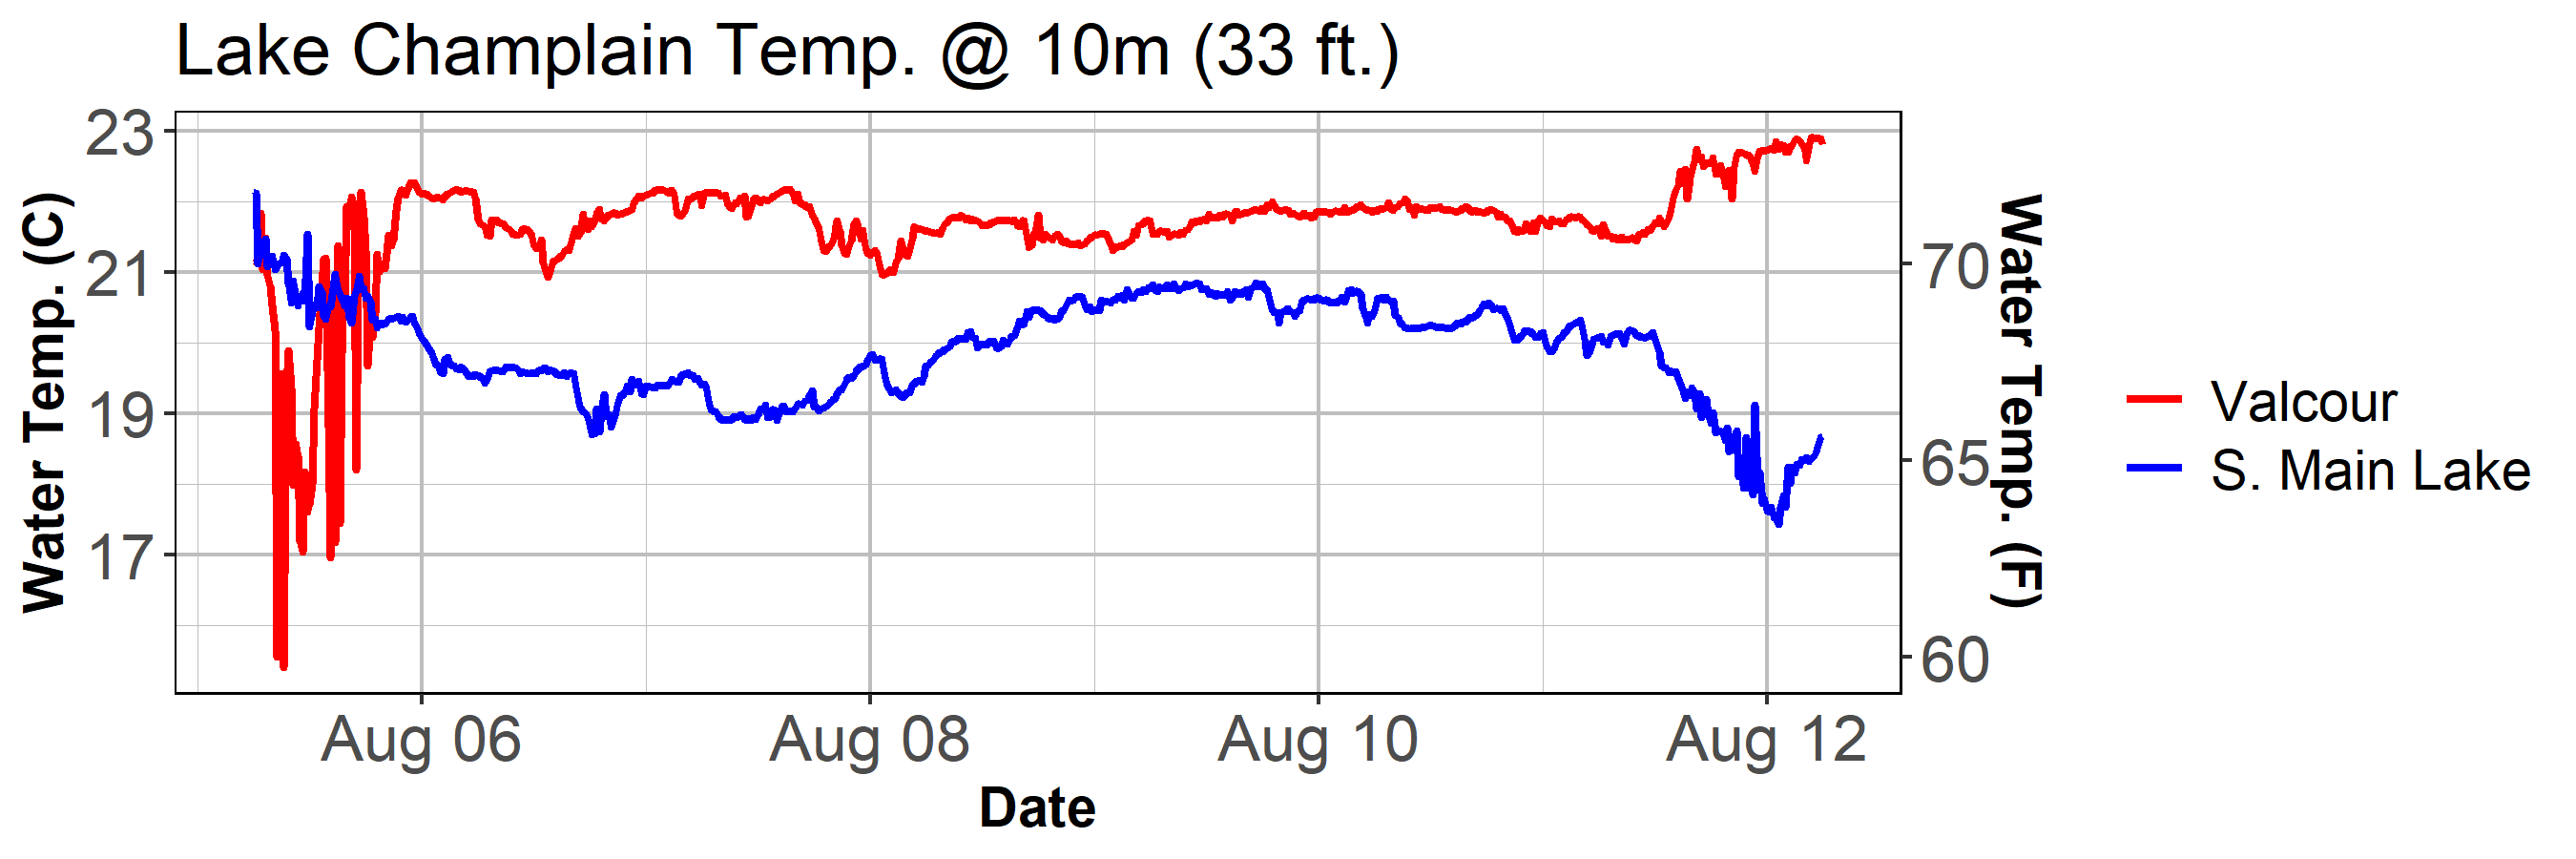 Lake Champlain Temp. @ 10m (33 ft.)
Water Temp. (C)
23
21
19
17
Water Temp. (F)
70
65
60
Aug 06
Aug 08
Aug 10
Aug 12
Date
Valcour
S. Main Lake